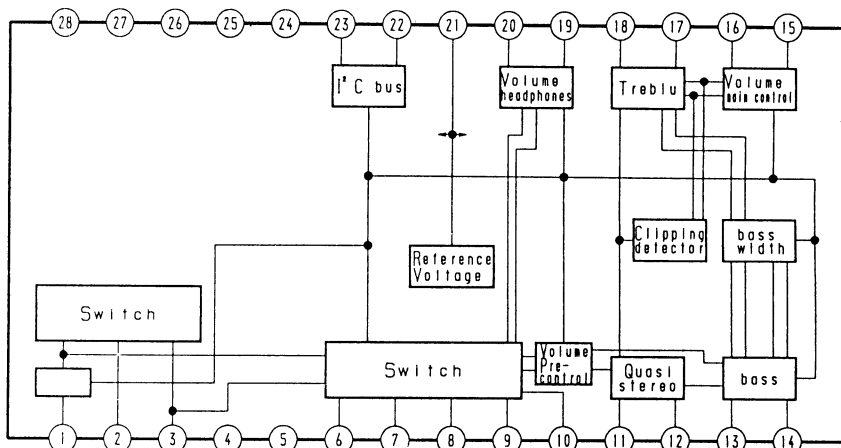 28 27 26 25 24 23 22 21 20 19 18 17 16 15
I²C bus
Volume
headphones
Treblu
Volume
main control
Clipping
detector
bass
width
Reference
Voltage
Switch
Switch
Volume
Pre-
control
Quasi
stereo
bass
1 2 3 4 5 6 7 8 9 10 11 12 13 14